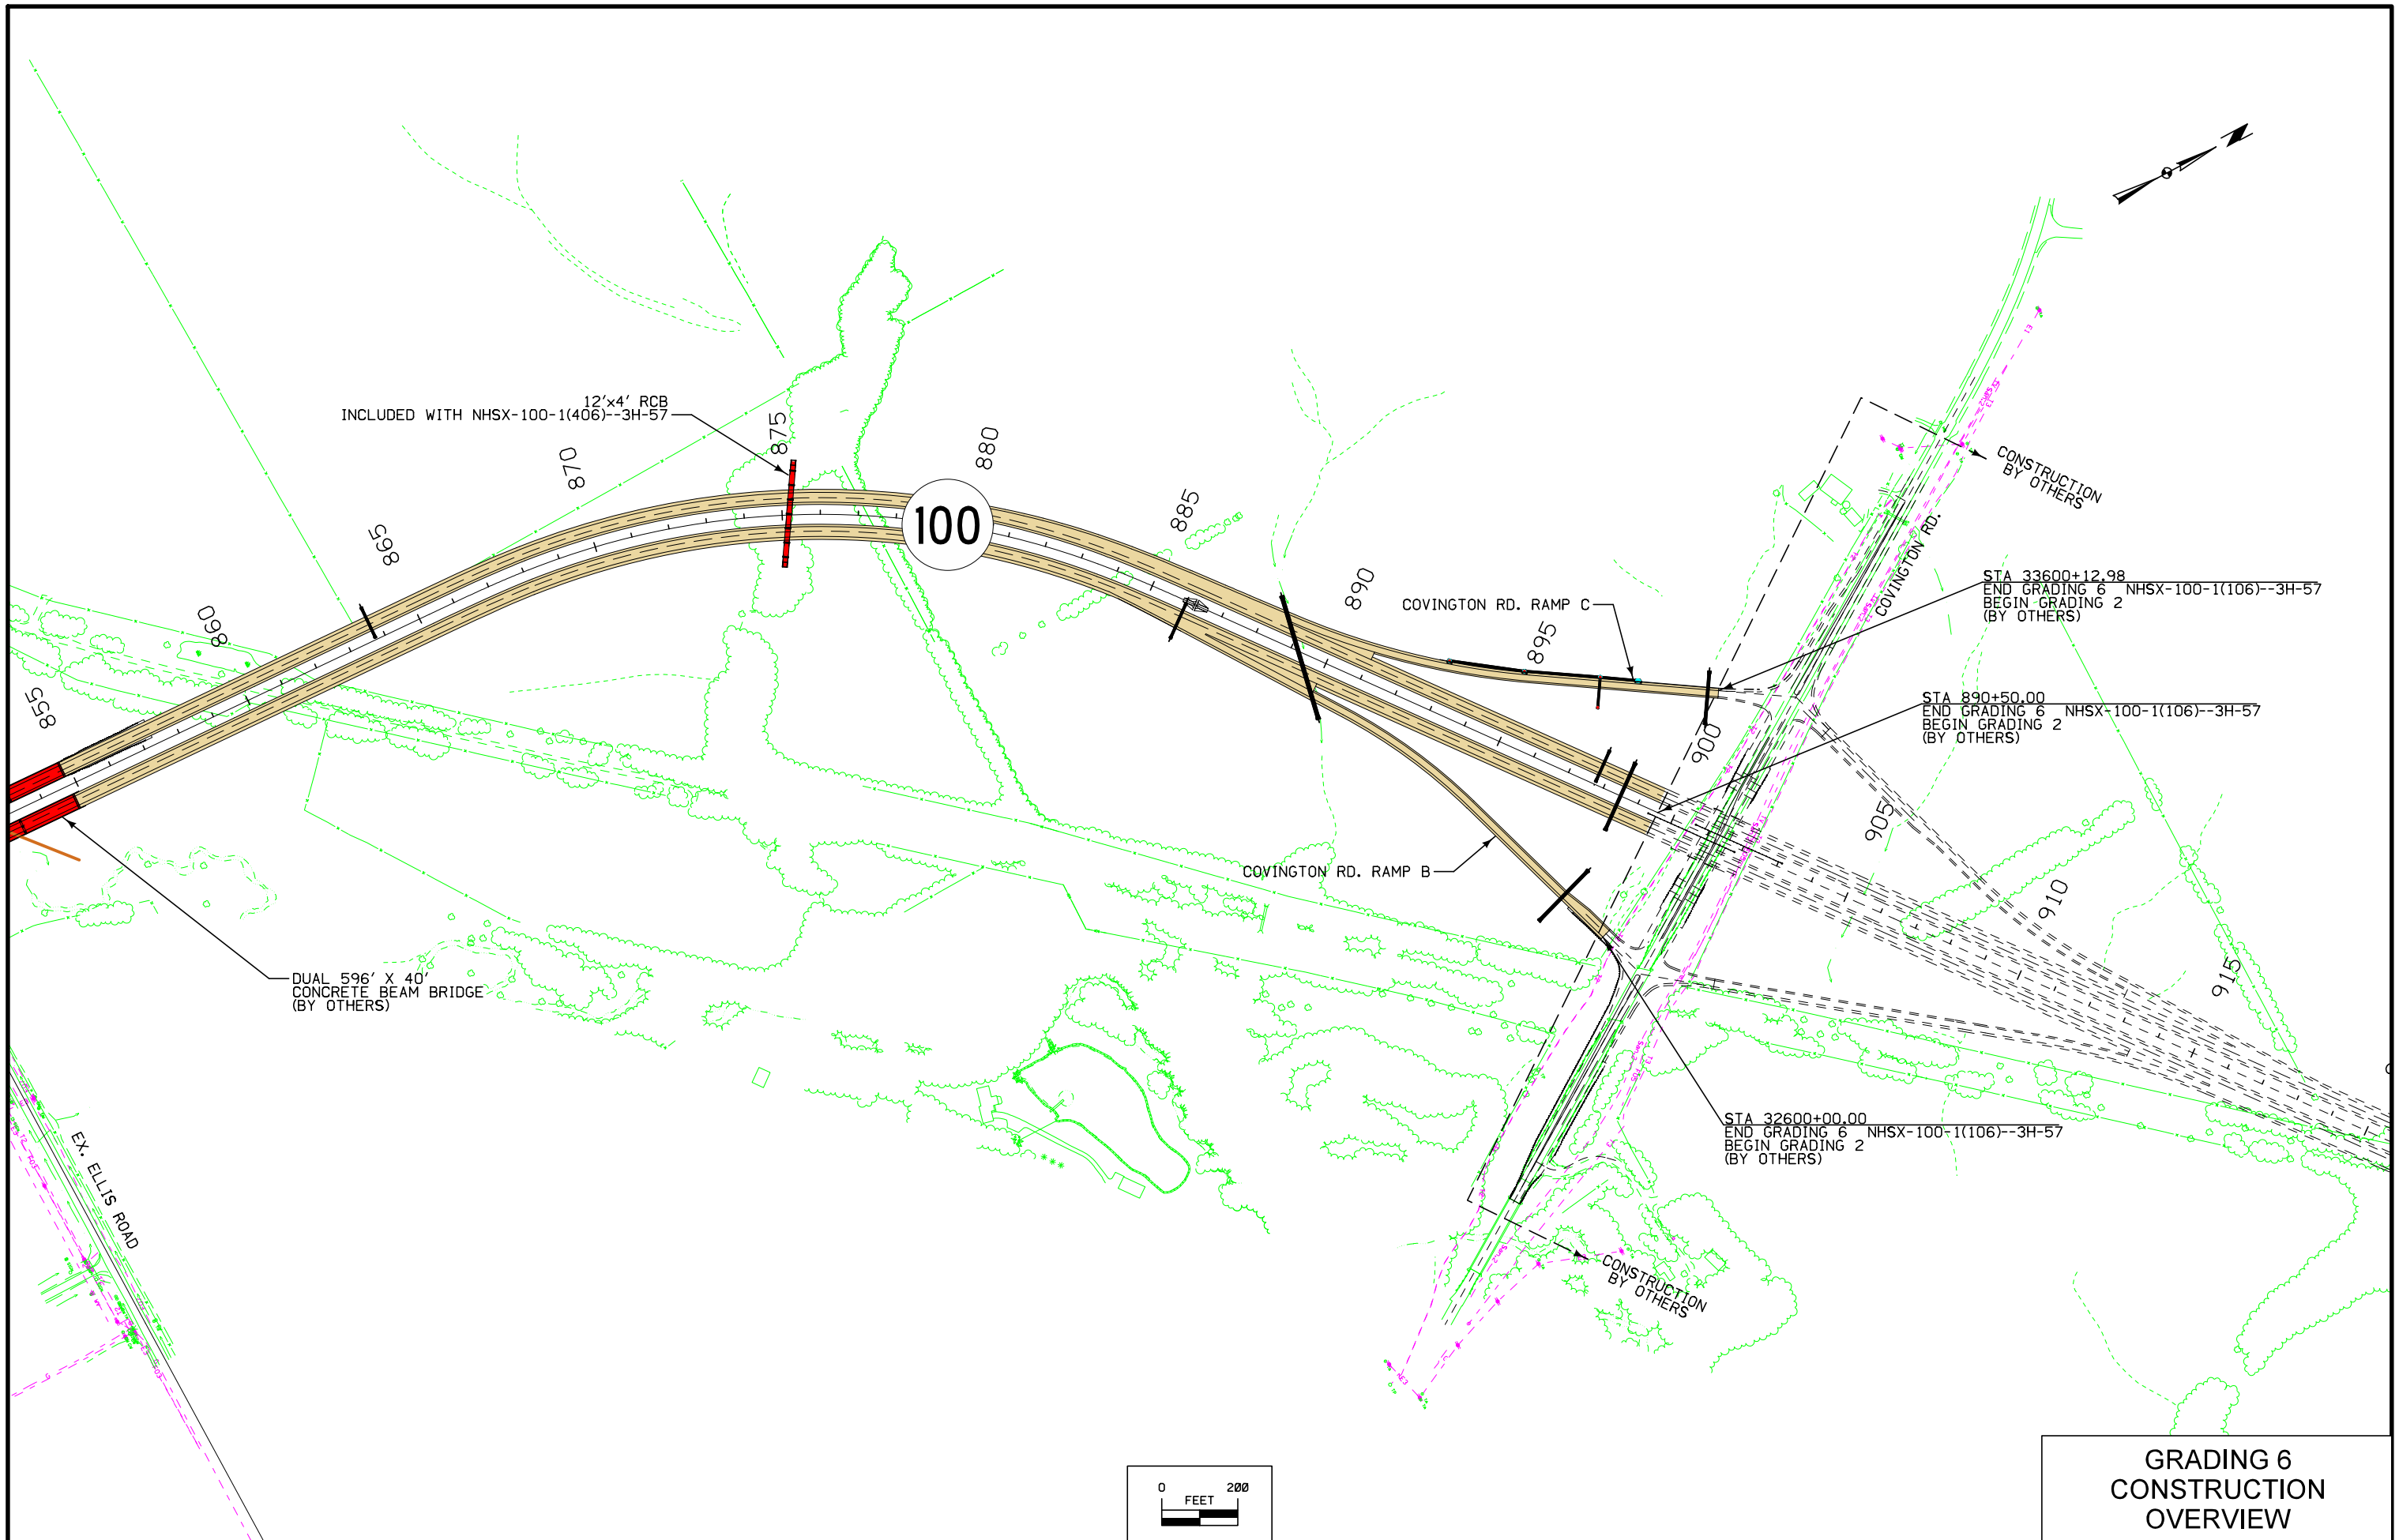 12'x4' RCB
INCLUDED WITH NHSX-100-1(406)--3H-57
855
860
865
870
875
880
885
890
895
900
905
910
915
100
CONSTRUCTION
BY OTHERS
COVINGTON RD.
COVINGTON RD. RAMP C
STA 33600+12.98
END GRADING 6 NHSX-100-1(106)--3H-57
BEGIN GRADING 2
(BY OTHERS)
STA 890+50.00
END GRADING 6 NHSX-100-1(106)--3H-57
BEGIN GRADING 2
(BY OTHERS)
COVINGTON RD. RAMP B
DUAL 596' X 40'
CONCRETE BEAM BRIDGE
(BY OTHERS)
STA 32600+00.00
END GRADING 6 NHSX-100-1(106)--3H-57
BEGIN GRADING 2
(BY OTHERS)
EX. ELLIS ROAD
CONSTRUCTION
BY OTHERS
0 200
FEET
GRADING 6
CONSTRUCTION
OVERVIEW